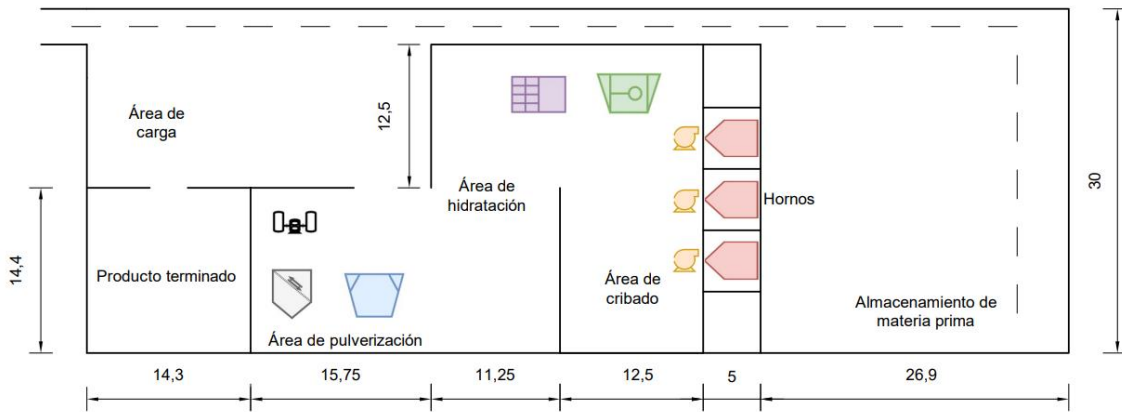 Área de
carga
12,5
Área de
hidratación
Hornos
30
14,4
Producto terminado
Área de
cribado
Almacenamiento de
materia prima
Área de pulverización
14,3
15,75
11,25
12,5
5
26,9